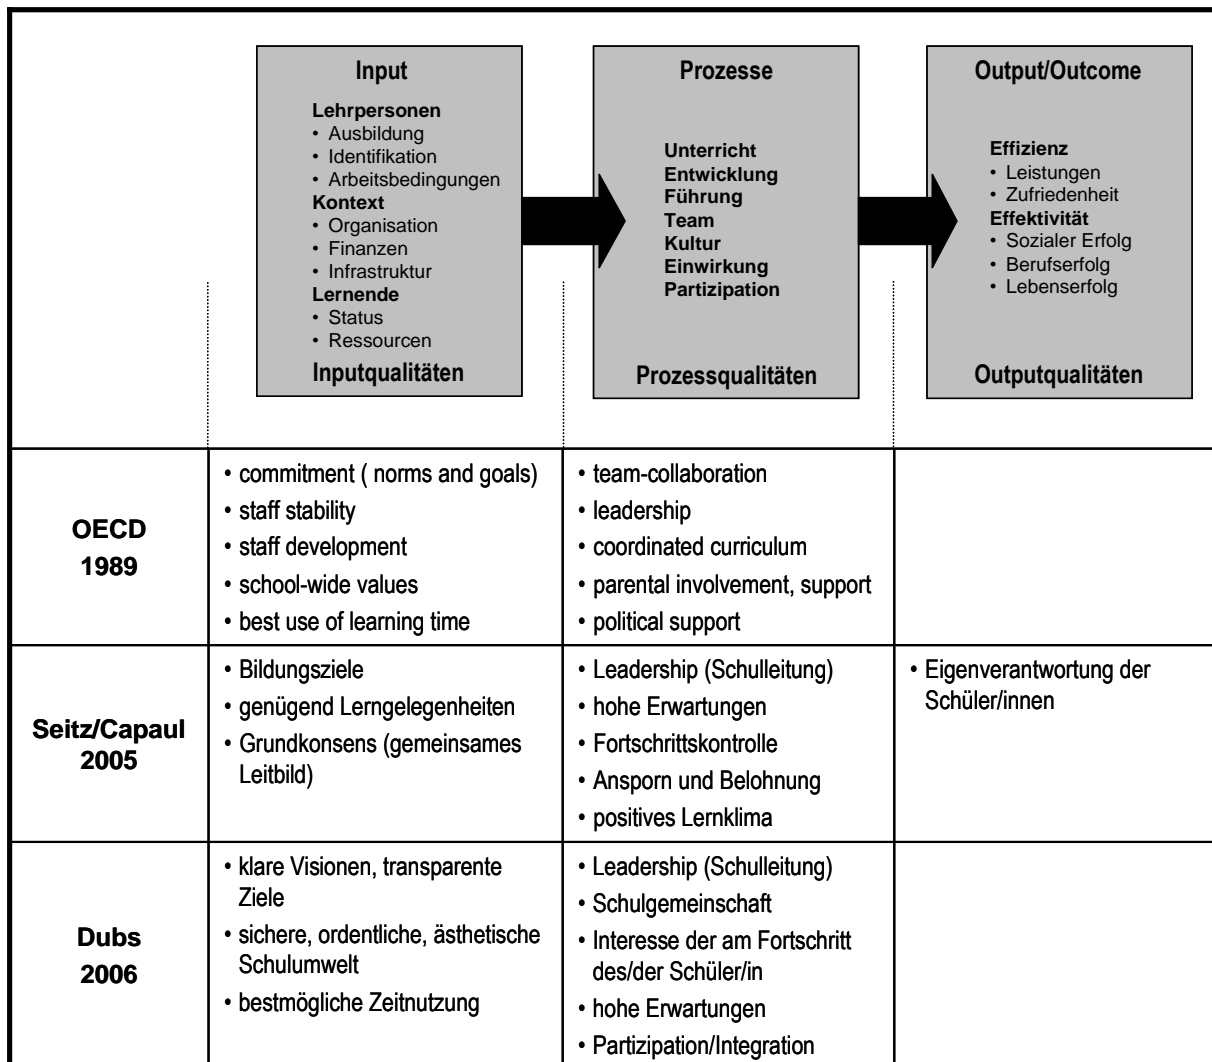 Input
Lehrpersonen
• Ausbildung
• Identifikation
• Arbeitsbedingungen
Kontext
• Organisation
• Finanzen
• Infrastruktur
Lernende
• Status
• Ressourcen
Inputqualitäten
Prozesse
Unterricht
Entwicklung
Führung
Team
Kultur
Einwirkung
Partizipation
Prozessqualitäten
Output/Outcome
Effizienz
• Leistungen
• Zufriedenheit
Effektivität
• Sozialer Erfolg
• Berufserfolg
• Lebenserfolg
Outputqualitäten
OECD
1989
• commitment ( norms and goals)
• staff stability
• staff development
• school-wide values
• best use of learning time
• team-collaboration
• leadership
• coordinated curriculum
• parental involvement, support
• political support
Seitz/Capaul
2005
• Bildungsziele
• genügend Lerngelegenheiten
• Grundkonsens (gemeinsames
Leitbild)
• Leadership (Schulleitung)
• hohe Erwartungen
• Fortschrittskontrolle
• Ansporn und Belohnung
• positives Lernklima
• Eigenverantwortung der
Schüler/innen
Dubs
2006
• klare Visionen, transparente
Ziele
• sichere, ordentliche, ästhetische
Schulumwelt
• bestmögliche Zeitnutzung
• Leadership (Schulleitung)
• Schulgemeinschaft
• Interesse der am Fortschritt
des/der Schüler/in
• hohe Erwartungen
• Partizipation/Integration